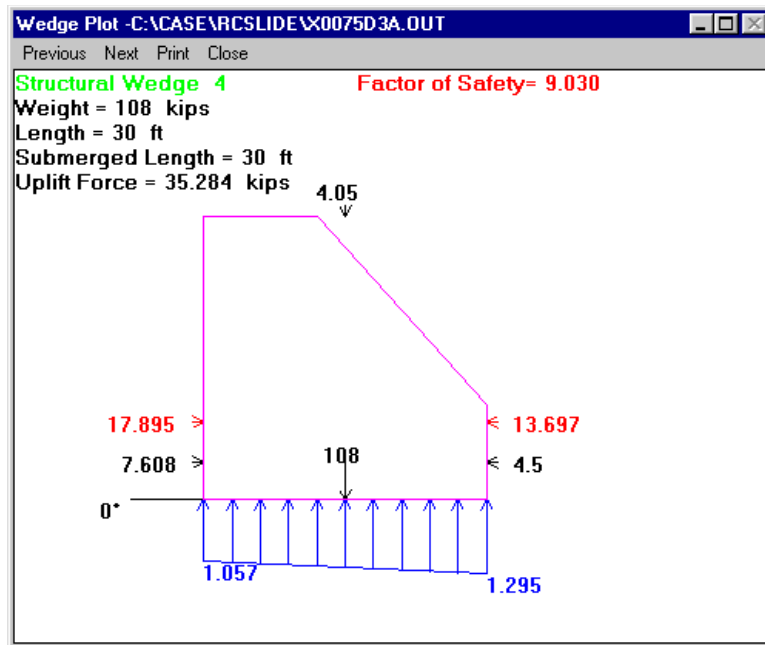 Wedge Plot -C:\CASE\RCSLIDE\X0075D3A.OUT
Previous Next Print Close
Structural Wedge 4 Factor of Safety= 9.030
Weight = 108 kips
Length = 30 ft
Submerged Length = 30 ft
Uplift Force = 35.284 kips
4.05
17.895 13.697
7.608 108 4.5
0°
1.057
1.295